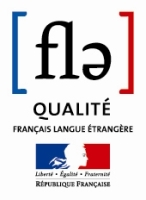 [flə]
QUALITÉ
FRANÇAIS LANGUE ÉTRANGÈRE
Liberté • Égalité • Fraternité
RÉPUBLIQUE FRANÇAISE